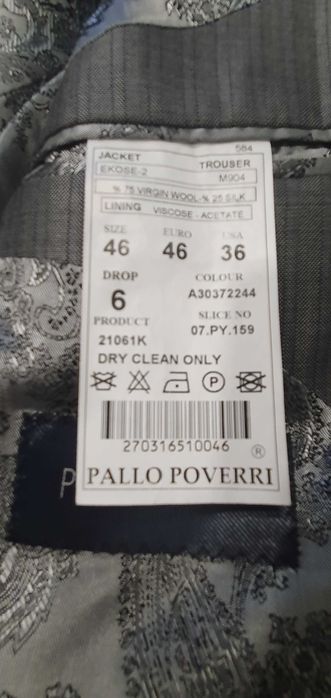 584
JACKET TROUSER
EKOSE-2 M904
% 75 VIRGIN WOOL-% 25 SILK
LINING VISCOSE - ACETATE
SIZE EURO USA
46 46 36
DROP COLOUR
6 A30372244
PRODUCT SLICE NO
21061K 07.PY.159
DRY CLEAN ONLY
P
270316510046 ®
PALLO POVERRI
P